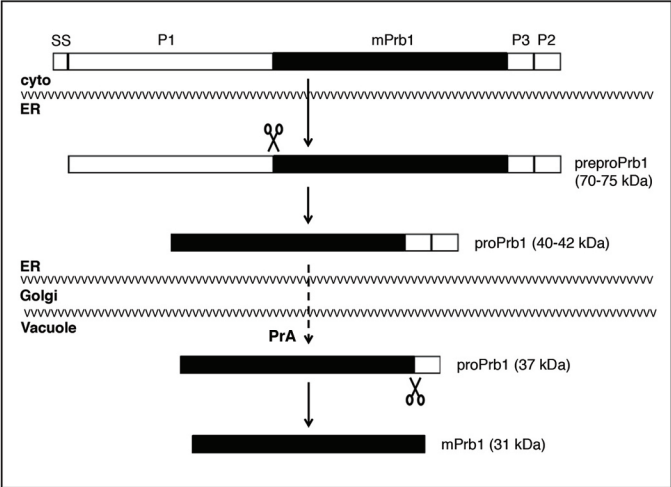 SS P1 mPrb1 P3 P2
cyto
ER
preproPrb1
(70-75 kDa)
proPrb1 (40-42 kDa)
ER
Golgi
Vacuole
PrA
proPrb1 (37 kDa)
mPrb1 (31 kDa)